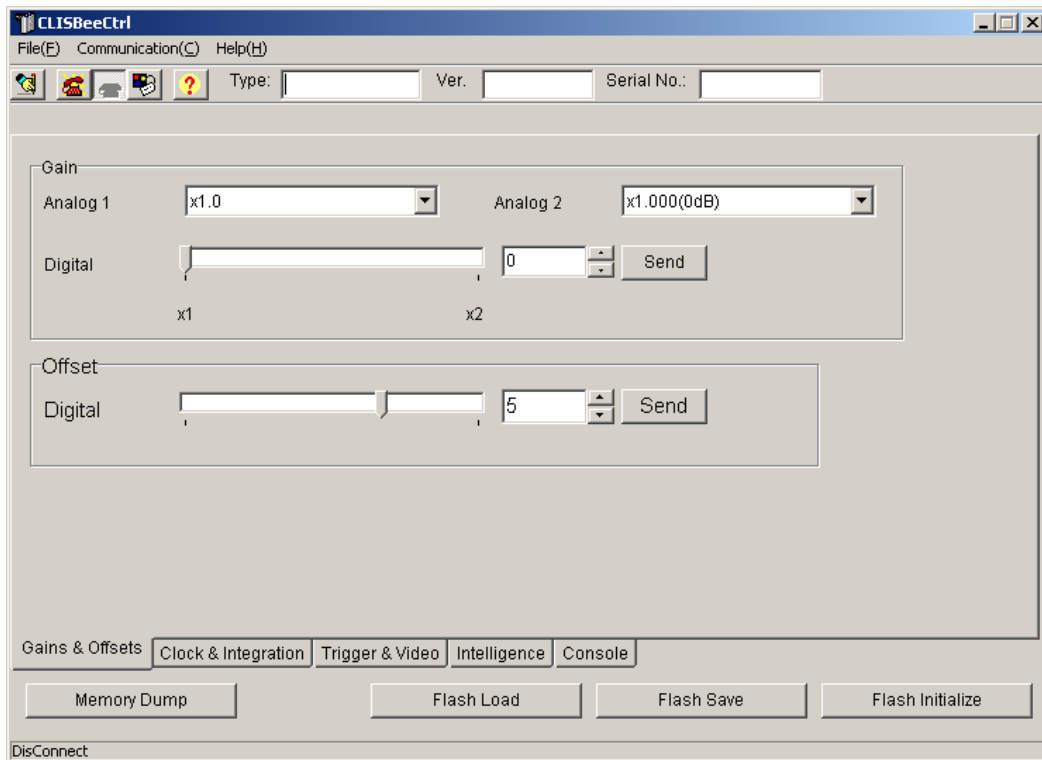 CLISBeeCtrl
File(F) Communication(C) Help(H)
Type: Ver. Serial No.:
Gain
Analog 1 x1.0 Analog 2 x1.000(0dB)
Digital 0 Send
x1 x2
Offset
Digital 5 Send
Gains & Offsets Clock & Integration Trigger & Video Intelligence Console
Memory Dump Flash Load Flash Save Flash Initialize
DisConnect